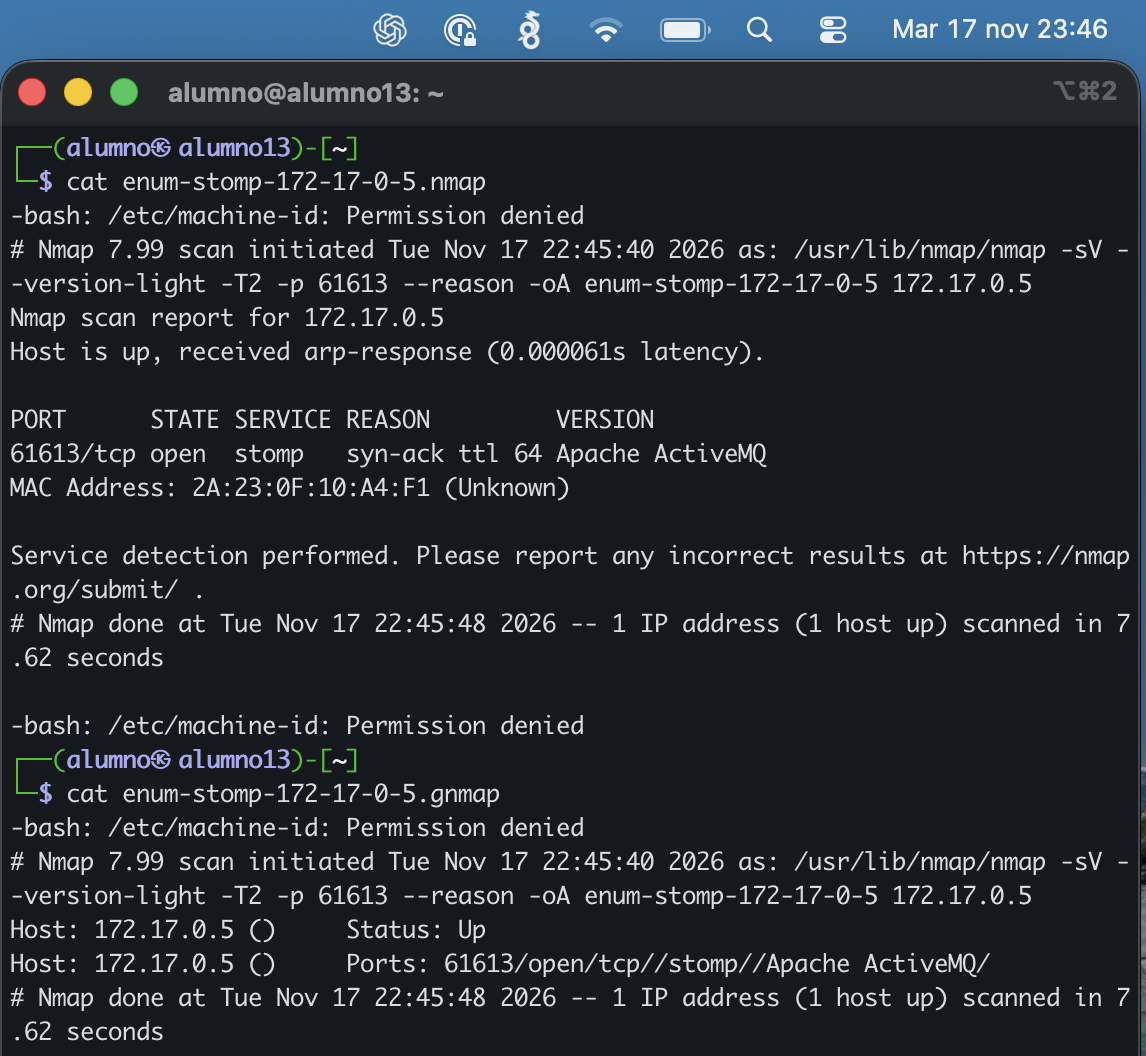 Mar 17 nov 23:46
alumno@alumno13: ~
⌥⌘2
┌──(alumno㉿ alumno13)-[~]
└─$ cat enum-stomp-172-17-0-5.nmap
-bash: /etc/machine-id: Permission denied
# Nmap 7.99 scan initiated Tue Nov 17 22:45:40 2026 as: /usr/lib/nmap/nmap -sV -
-version-light -T2 -p 61613 --reason -oA enum-stomp-172-17-0-5 172.17.0.5
Nmap scan report for 172.17.0.5
Host is up, received arp-response (0.000061s latency).
PORT      STATE SERVICE REASON         VERSION
61613/tcp open  stomp   syn-ack ttl 64 Apache ActiveMQ
MAC Address: 2A:23:0F:10:A4:F1 (Unknown)
Service detection performed. Please report any incorrect results at https://nmap
.org/submit/ .
# Nmap done at Tue Nov 17 22:45:48 2026 -- 1 IP address (1 host up) scanned in 7
.62 seconds
-bash: /etc/machine-id: Permission denied
┌──(alumno㉿ alumno13)-[~]
└─$ cat enum-stomp-172-17-0-5.gnmap
-bash: /etc/machine-id: Permission denied
# Nmap 7.99 scan initiated Tue Nov 17 22:45:40 2026 as: /usr/lib/nmap/nmap -sV -
-version-light -T2 -p 61613 --reason -oA enum-stomp-172-17-0-5 172.17.0.5
Host: 172.17.0.5 ()     Status: Up
Host: 172.17.0.5 ()     Ports: 61613/open/tcp//stomp//Apache ActiveMQ/
# Nmap done at Tue Nov 17 22:45:48 2026 -- 1 IP address (1 host up) scanned in 7
.62 seconds